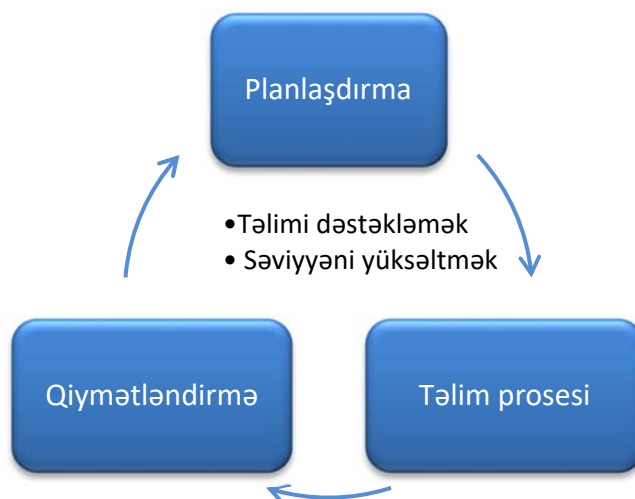 Planlaşdırma
•Təlimi dəstəkləmək
• Səviyyəni yüksəltmək
Qiymətləndirmə
Təlim prosesi